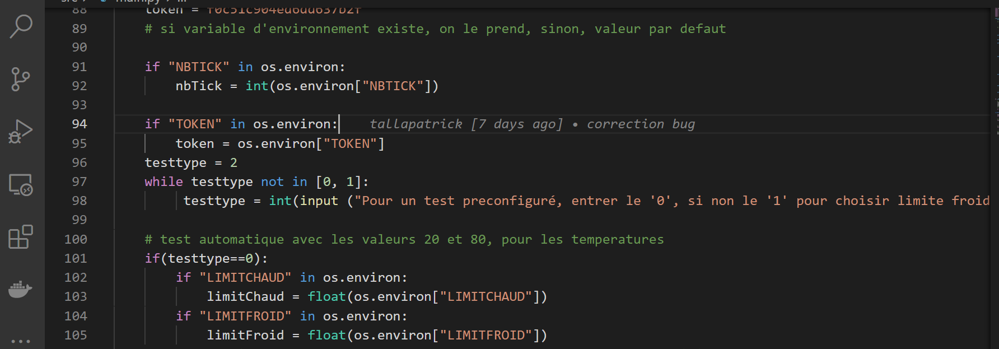 88 token =
89 # si variable d'environnement existe, on le prend, sinon, valeur par defaut
90
91 if "NBTICK" in os.environ:
92 nbTick = int(os.environ["NBTICK"])
93
94 if "TOKEN" in os.environ: tallapatrick [7 days ago] • correction bug
95 token = os.environ["TOKEN"]
96 testtype = 2
97 while testtype not in [0, 1]:
98 testtype = int(input ("Pour un test preconfiguré, entrer le '0', si non le '1' pour choisir limite froid
99
100 # test automatique avec les valeurs 20 et 80, pour les temperatures
101 if(testtype==0):
102 if "LIMITCHAUD" in os.environ:
103 limitChaud = float(os.environ["LIMITCHAUD"])
104 if "LIMITFROID" in os.environ:
105 limitFroid = float(os.environ["LIMITFROID"])